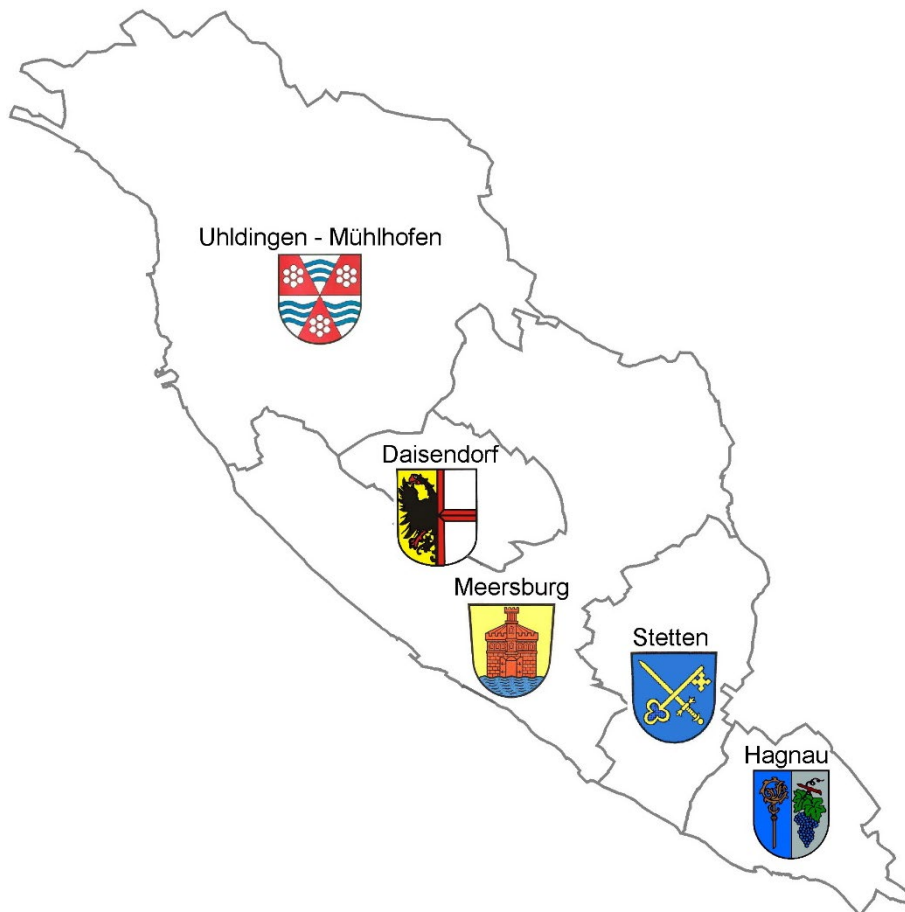 Uhldingen - Mühlhofen
Daisendorf
Meersburg
Stetten
Hagnau